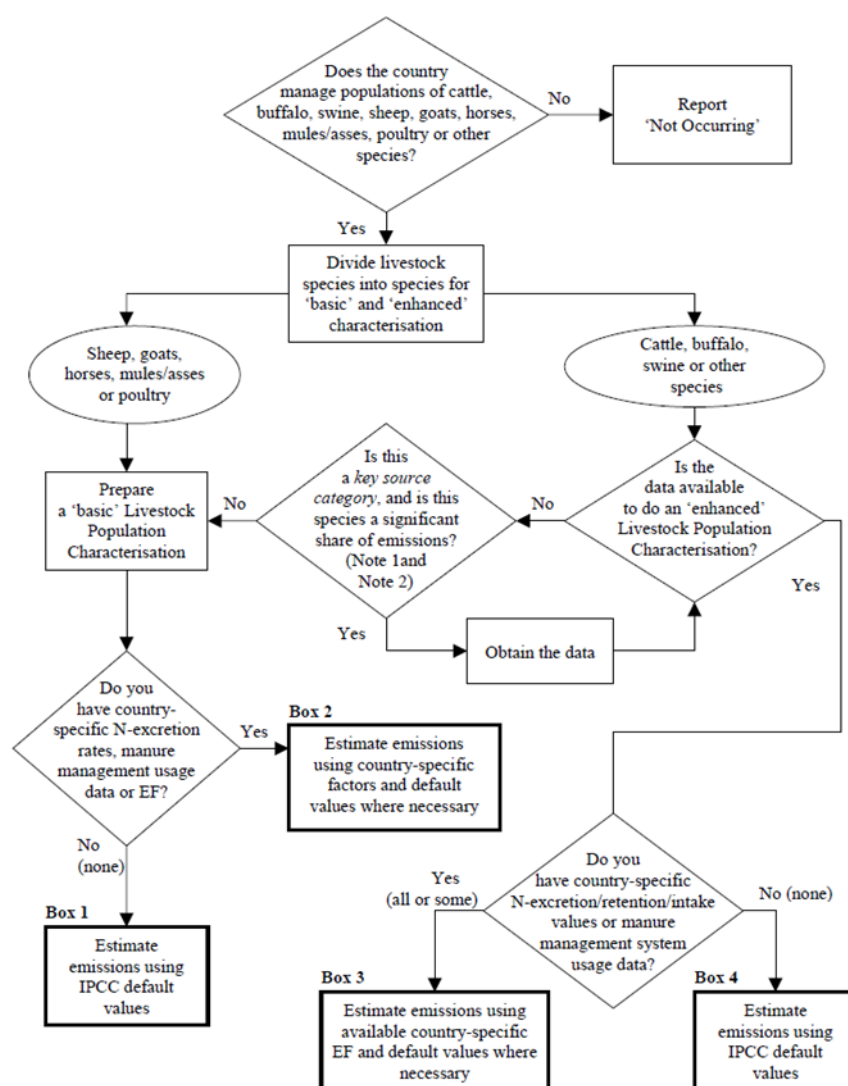 Does the country
manage populations of cattle,
buffalo, swine, sheep, goats, horses,
mules/asses, poultry or other
species?
No
Report
‘Not Occurring’
Yes
Divide livestock
species into species for
‘basic’ and ‘enhanced’
characterisation
Sheep, goats,
horses, mules/asses
or poultry
Cattle, buffalo,
swine or other
species
Prepare
a ‘basic’ Livestock
Population
Characterisation
No
Is this
a key source
category, and is this
species a significant
share of emissions?
(Note 1and
Note 2)
No
Is the
data available
to do an ‘enhanced’
Livestock Population
Characterisation?
Yes
Yes
Obtain the data
Do you
have country-
specific N-excretion
rates, manure
management usage
data or EF?
Yes
Box 2
Estimate emissions
using country-specific
factors and default
values where necessary
No
(none)
Box 1
Estimate
emissions using
IPCC default
values
Do you
have country-specific
N-excretion/retention/intake
values or manure
management system
usage data?
Yes
(all or some)
No (none)
Box 3
Estimate emissions using
available country-specific
EF and default values where
necessary
Box 4
Estimate
emissions using
IPCC default
values